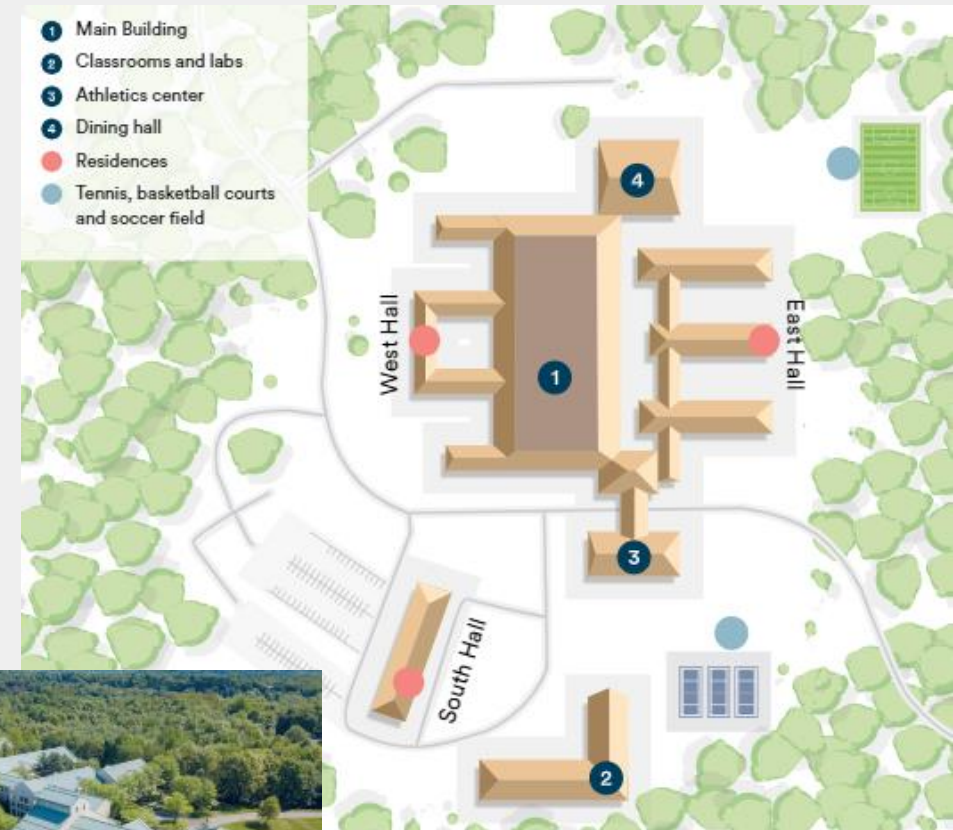 1 Main Building
2 Classrooms and labs
3 Athletics center
4 Dining hall
Residences
Tennis, basketball courts
and soccer field
4
West Hall
East Hall
1
3
South Hall
2